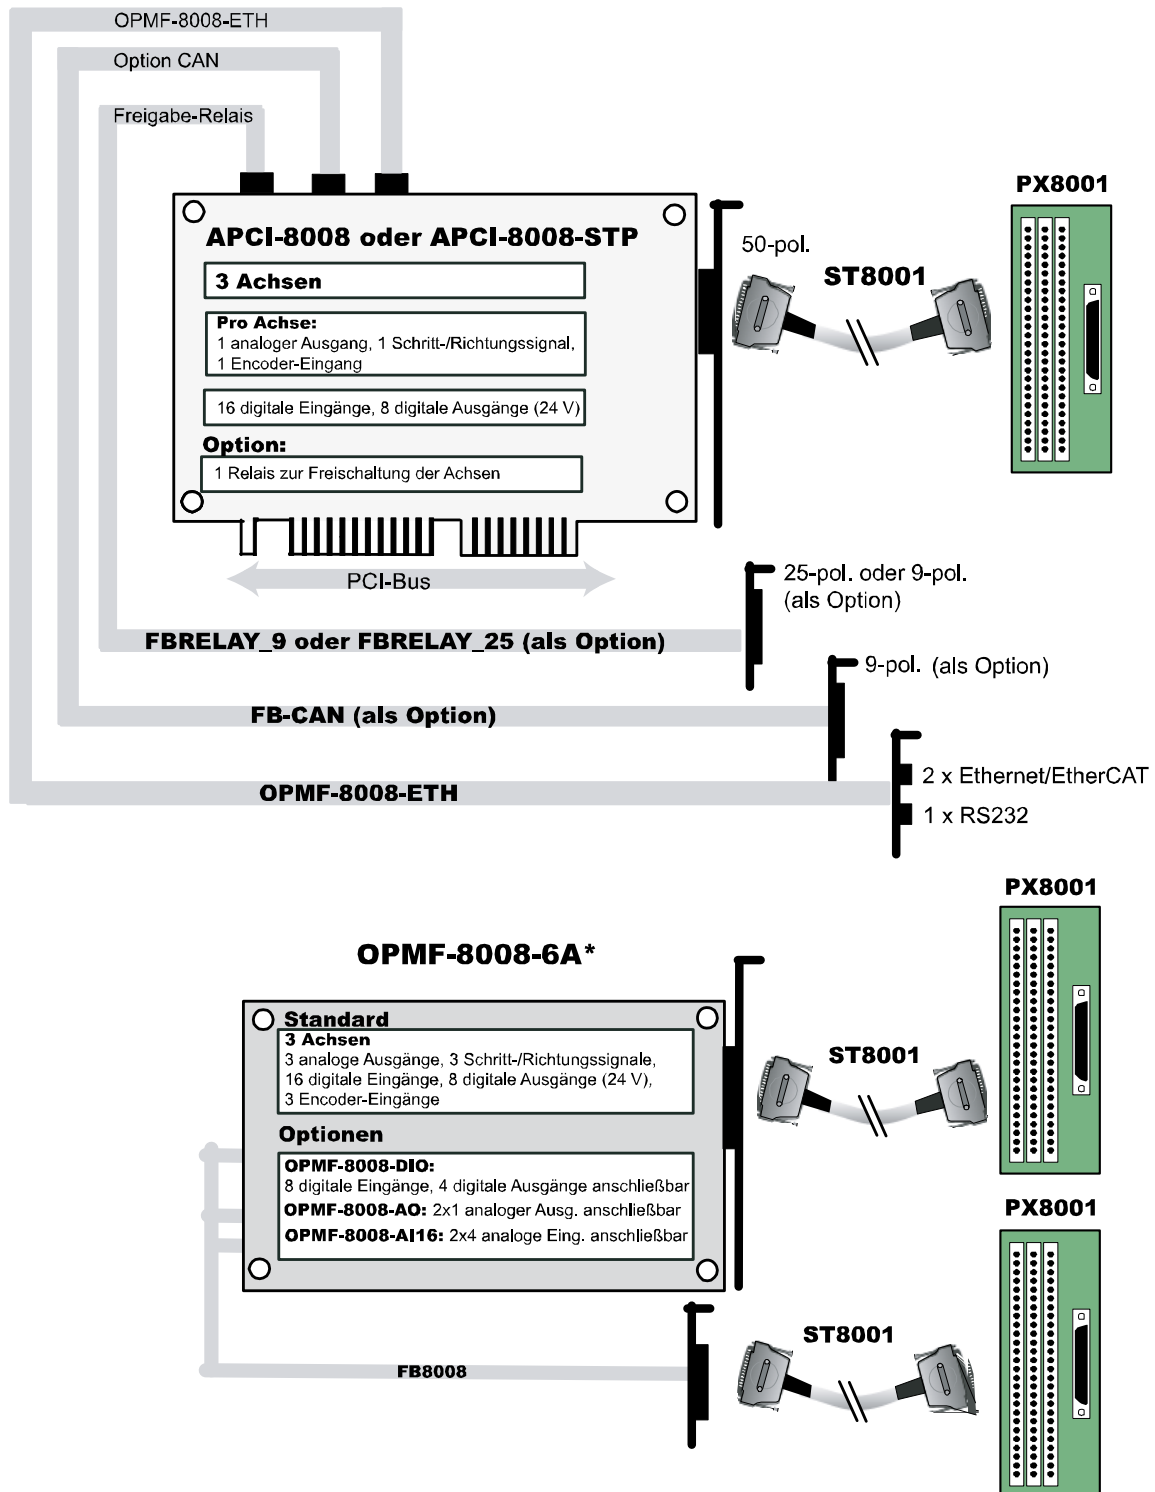 OPMF-8008-ETH
Option CAN
Freigabe-Relais
APCI-8008 oder APCI-8008-STP
3 Achsen
Pro Achse:
1 analoger Ausgang, 1 Schritt-/Richtungssignal,
1 Encoder-Eingang
16 digitale Eingänge, 8 digitale Ausgänge (24 V)
Option:
1 Relais zur Freischaltung der Achsen
PCI-Bus
50-pol.
ST8001
PX8001
25-pol. oder 9-pol.
(als Option)
FBRELAY_9 oder FBRELAY_25 (als Option)
9-pol. (als Option)
FB-CAN (als Option)
2 x Ethernet/EtherCAT
OPMF-8008-ETH
1 x RS232
PX8001
OPMF-8008-6A*
Standard
3 Achsen
3 analoge Ausgänge, 3 Schritt-/Richtungssignale,
16 digitale Eingänge, 8 digitale Ausgänge (24 V),
3 Encoder-Eingänge
ST8001
Optionen
OPMF-8008-DIO:
8 digitale Eingänge, 4 digitale Ausgänge anschließbar
OPMF-8008-AO: 2x1 analoger Ausg. anschließbar
OPMF-8008-AI16: 2x4 analoge Eing. anschließbar
PX8001
ST8001
FB8008